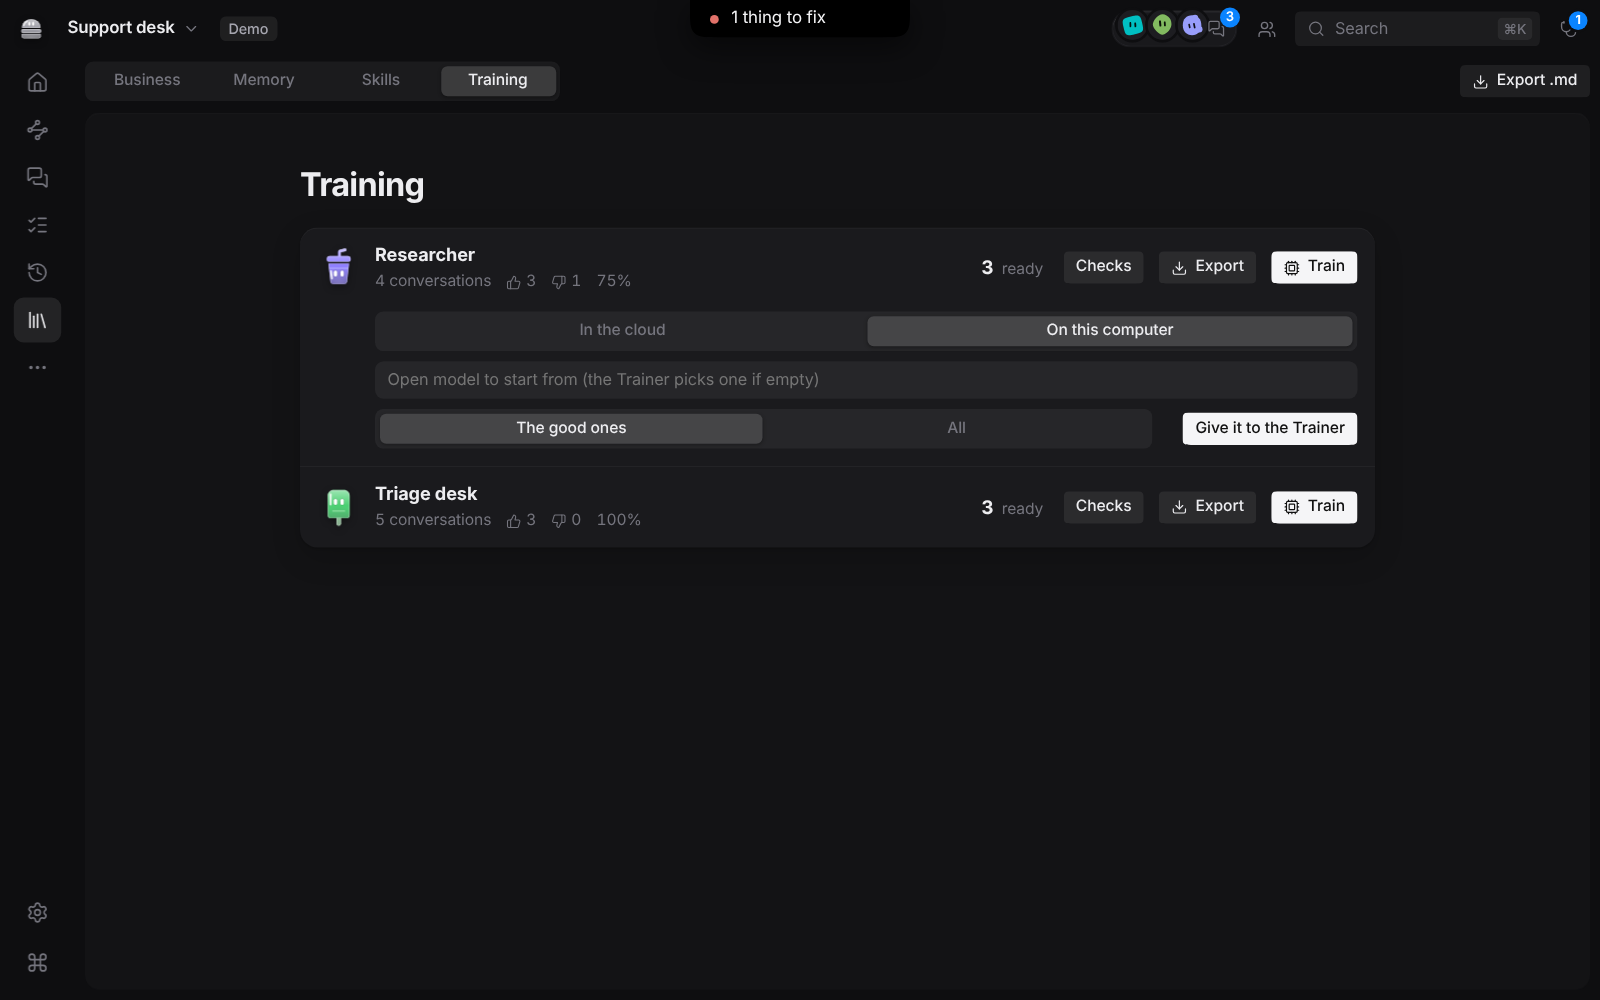 Support desk
Demo
1 thing to fix
3
Search
⌘K
1
Business
Memory
Skills
Training
Export .md
Training
Researcher
4 conversations
3
1
75%
3 ready
Checks
Export
Train
In the cloud
On this computer
Open model to start from (the Trainer picks one if empty)
The good ones
All
Give it to the Trainer
Triage desk
5 conversations
3
0
100%
3 ready
Checks
Export
Train